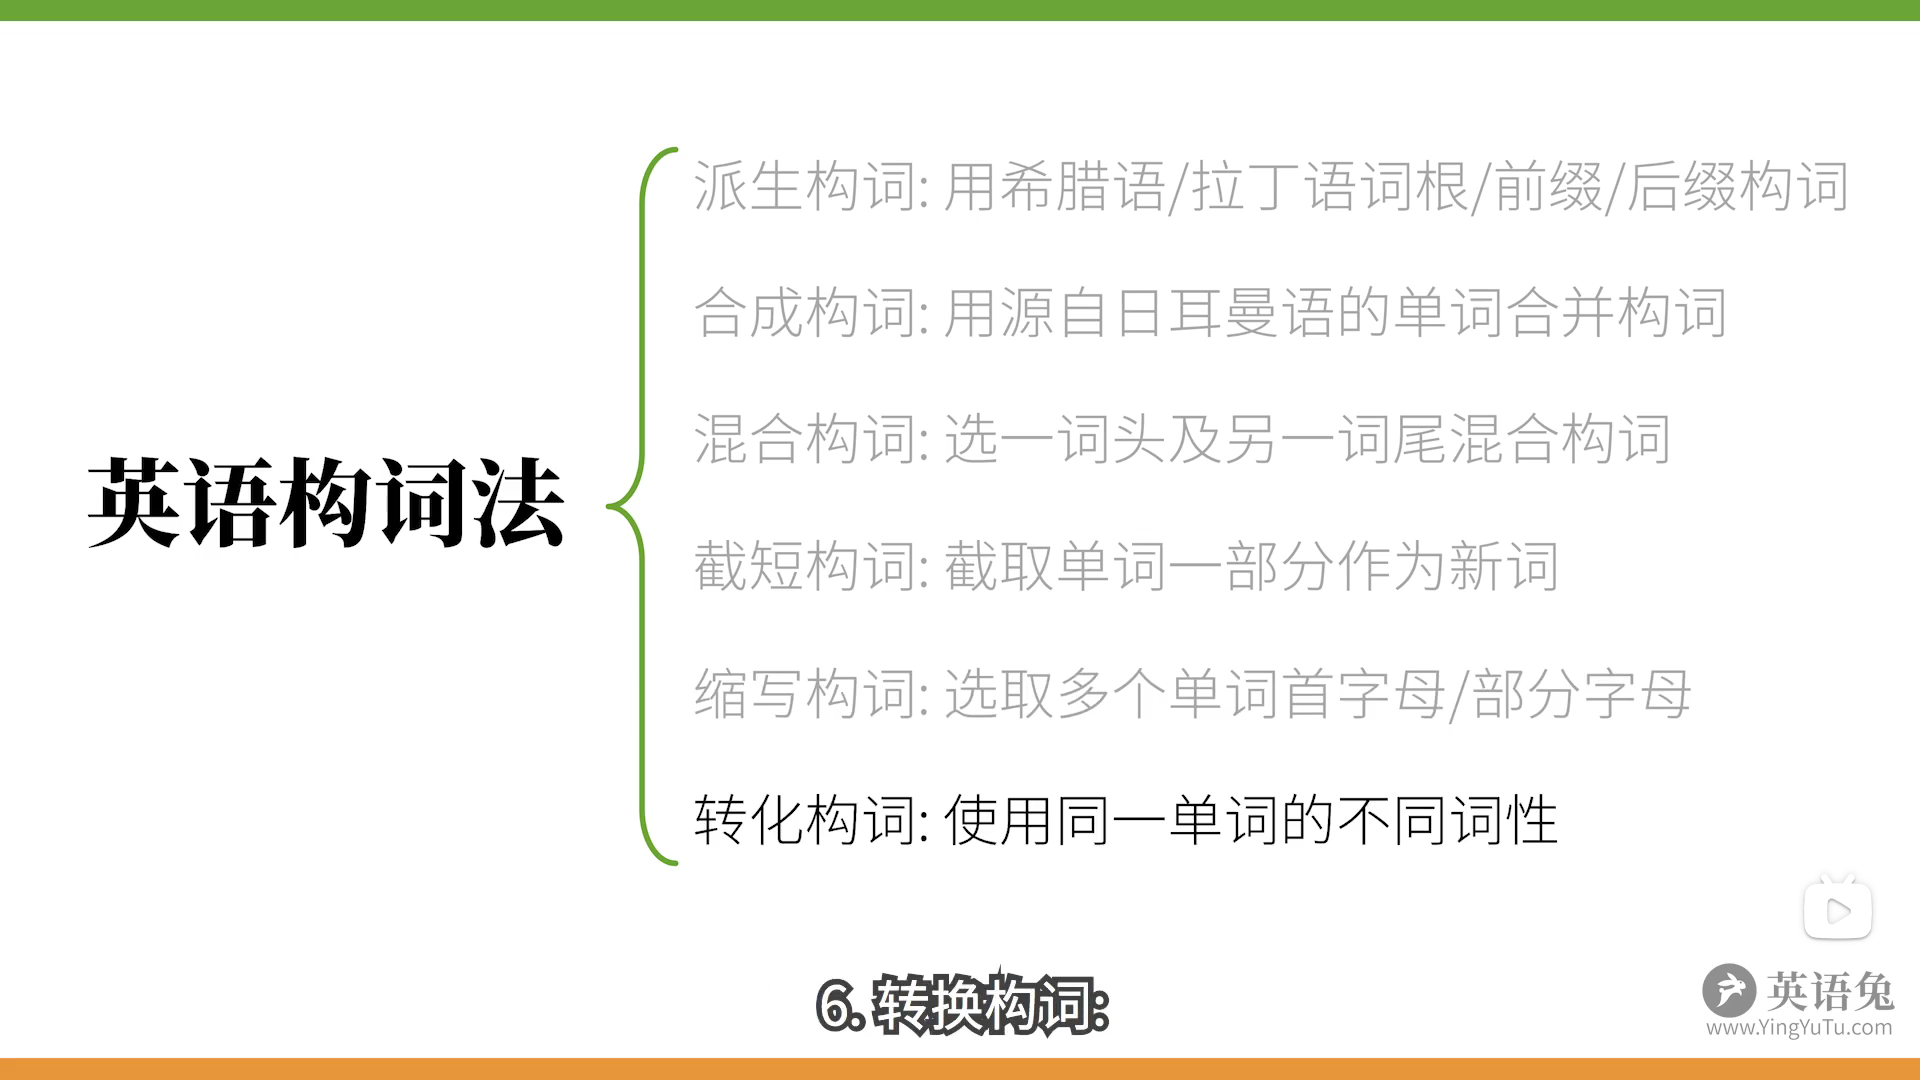 英语构词法
派生构词: 用希腊语/拉丁语词根/前缀/后缀构词
合成构词: 用源自日耳曼语的单词合并构词
混合构词: 选一词头及另一词尾混合构词
截短构词: 截取单词一部分作为新词
缩写构词: 选取多个单词首字母/部分字母
转化构词: 使用同一单词的不同词性
6. 转换构词:
英语兔
www.YingYuTu.com